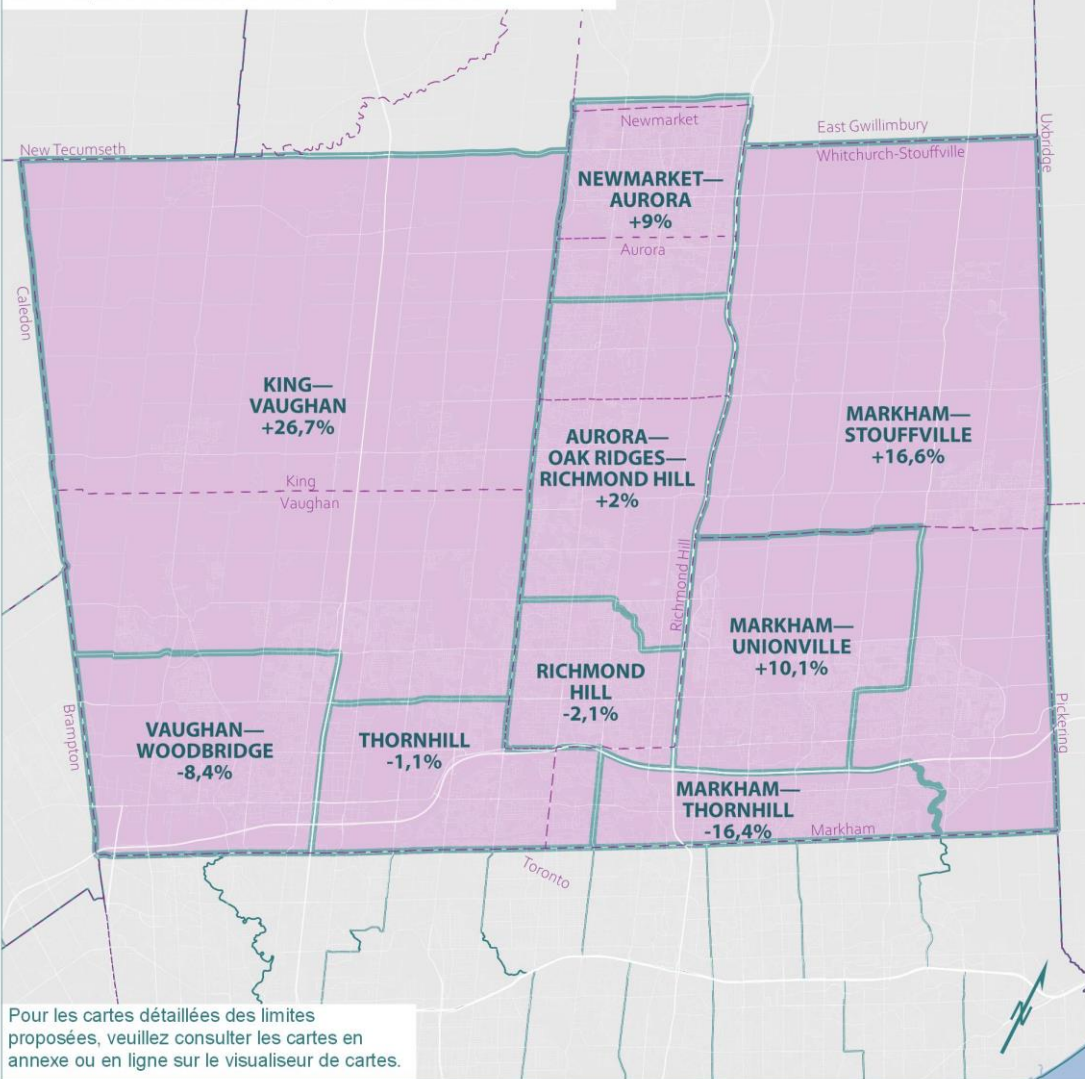 Newmarket
East Gwillimbury
New Tecumseth
Whitchurch-Stouffville
Uxbridge
NEWMARKET—
AURORA
+9%
Aurora
Caledon
KING—
VAUGHAN
+26,7%
MARKHAM—
STOUFFVILLE
+16,6%
AURORA—
OAK RIDGES—
RICHMOND HILL
+2%
King
Vaughan
Richmond Hill
MARKHAM—
UNIONVILLE
+10,1%
RICHMOND
HILL
-2,1%
Brampton
VAUGHAN—
WOODBRIDGE
-8,4%
THORNHILL
-1,1%
Pickering
MARKHAM—
THORNHILL
-16,4%
Markham
Toronto
N
Pour les cartes détaillées des limites
proposées, veuillez consulter les cartes en
annexe ou en ligne sur le visualiseur de cartes.